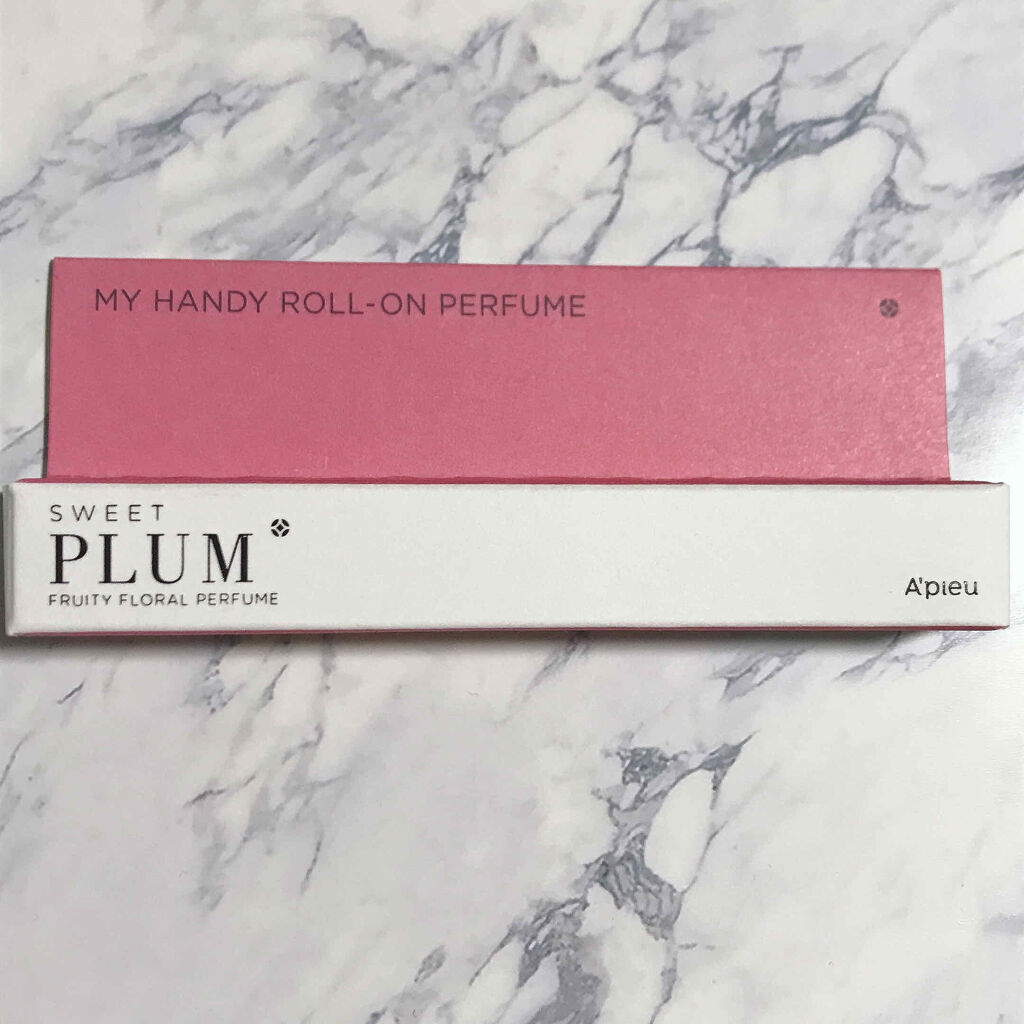 MY HANDY ROLL-ON PERFUME
SWEET
PLUM
FRUITY FLORAL PERFUME
A'pieu